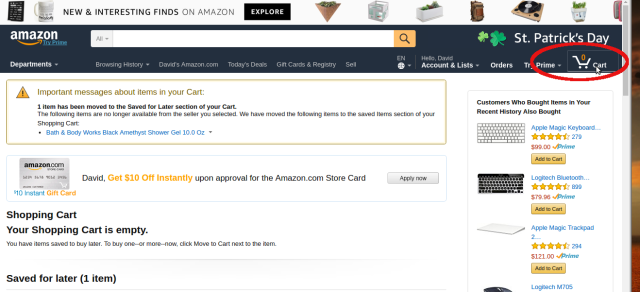 NEW & INTERESTING FINDS ON AMAZON EXPLORE
amazon
Try Prime
All
St. Patrick's Day
Departments
Browsing History
David's Amazon.com
Today's Deals
Gift Cards & Registry
Sell
EN
Hello, David
Account & Lists
Orders
Try Prime
0
Cart
Important messages about items in your Cart:
1 item has been moved to the Saved for Later section of your Cart.
The following items are no longer available from the seller you selected. We have moved the following items to the saved Items section of your
Shopping Cart:
• Bath & Body Works Black Amethyst Shower Gel 10.0 Oz
amazon.com
$10 Instant Gift Card
David, Get $10 Off Instantly upon approval for the Amazon.com Store Card
Apply now
Shopping Cart
Your Shopping Cart is empty.
You have items saved to buy later. To buy one--or more--now, click Move to Cart next to the item.
Saved for later (1 item)
Customers Who Bought Items in Your
Recent History Also Bought
Apple Magic Keyboard...
279
$99.00 Prime
Add to Cart
Logitech Bluetooth...
899
$79.96 Prime
Add to Cart
Apple Magic Trackpad
2...
294
$121.00 Prime
Add to Cart
Logitech M705